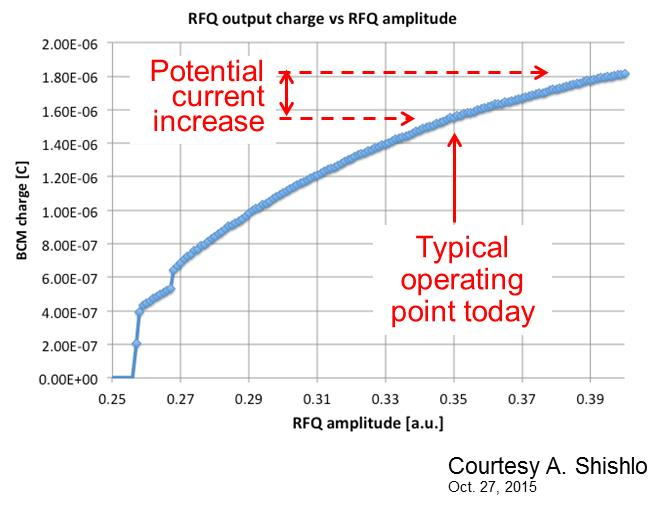 RFQ output charge vs RFQ amplitude
2.00E-06
1.80E-06
1.60E-06
1.40E-06
1.20E-06
1.00E-06
8.00E-07
6.00E-07
4.00E-07
2.00E-07
0.00E+00
BCM charge [C]
Potential
current
increase
Typical
operating
point today
0.25 0.27 0.29 0.31 0.33 0.35 0.37 0.39
RFQ amplitude [a.u.]
Courtesy A. Shishlo
Oct. 27, 2015